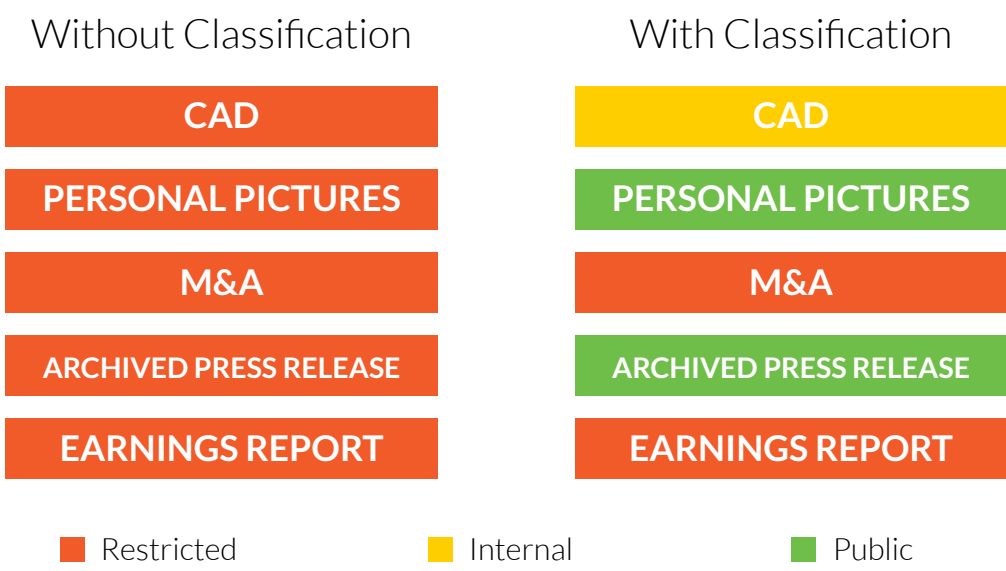 Without Classification
CAD
PERSONAL PICTURES
M&A
ARCHIVED PRESS RELEASE
EARNINGS REPORT
With Classification
CAD
PERSONAL PICTURES
M&A
ARCHIVED PRESS RELEASE
EARNINGS REPORT
Restricted
Internal
Public